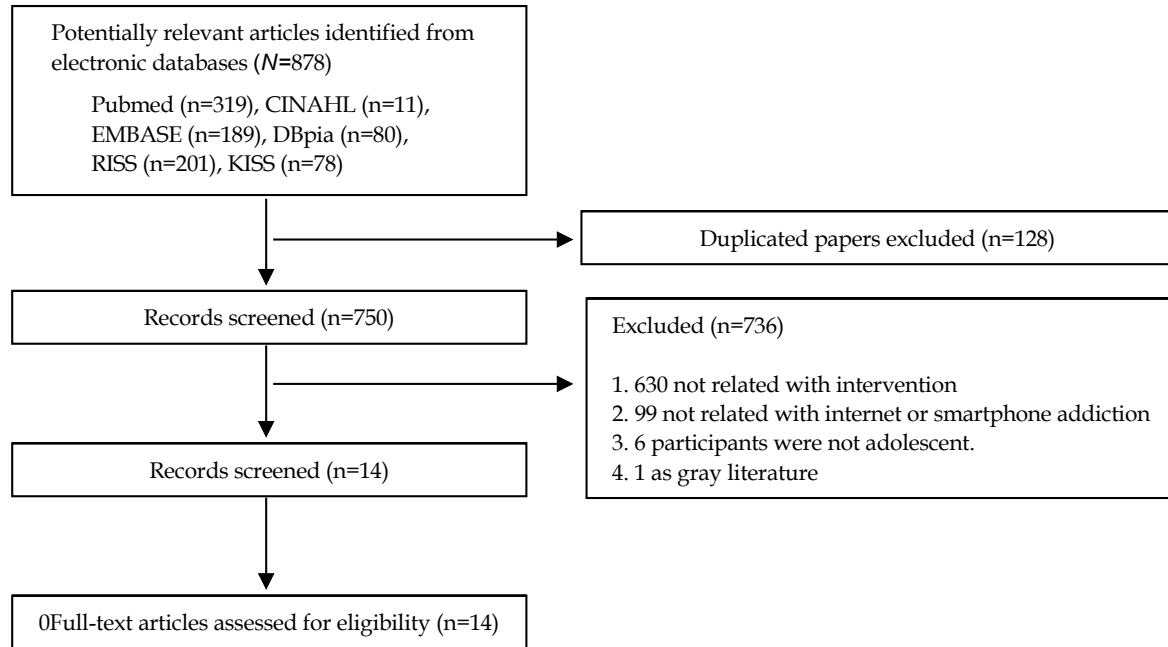 Potentially relevant articles identified from
electronic databases (N=878)
Pubmed (n=319), CINAHL (n=11),
EMBASE (n=189), DBpia (n=80),
RISS (n=201), KISS (n=78)
Duplicated papers excluded (n=128)
Records screened (n=750)
Excluded (n=736)
1. 630 not related with intervention
2. 99 not related with internet or smartphone addiction
3. 6 participants were not adolescent.
4. 1 as gray literature
Records screened (n=14)
0Full-text articles assessed for eligibility (n=14)